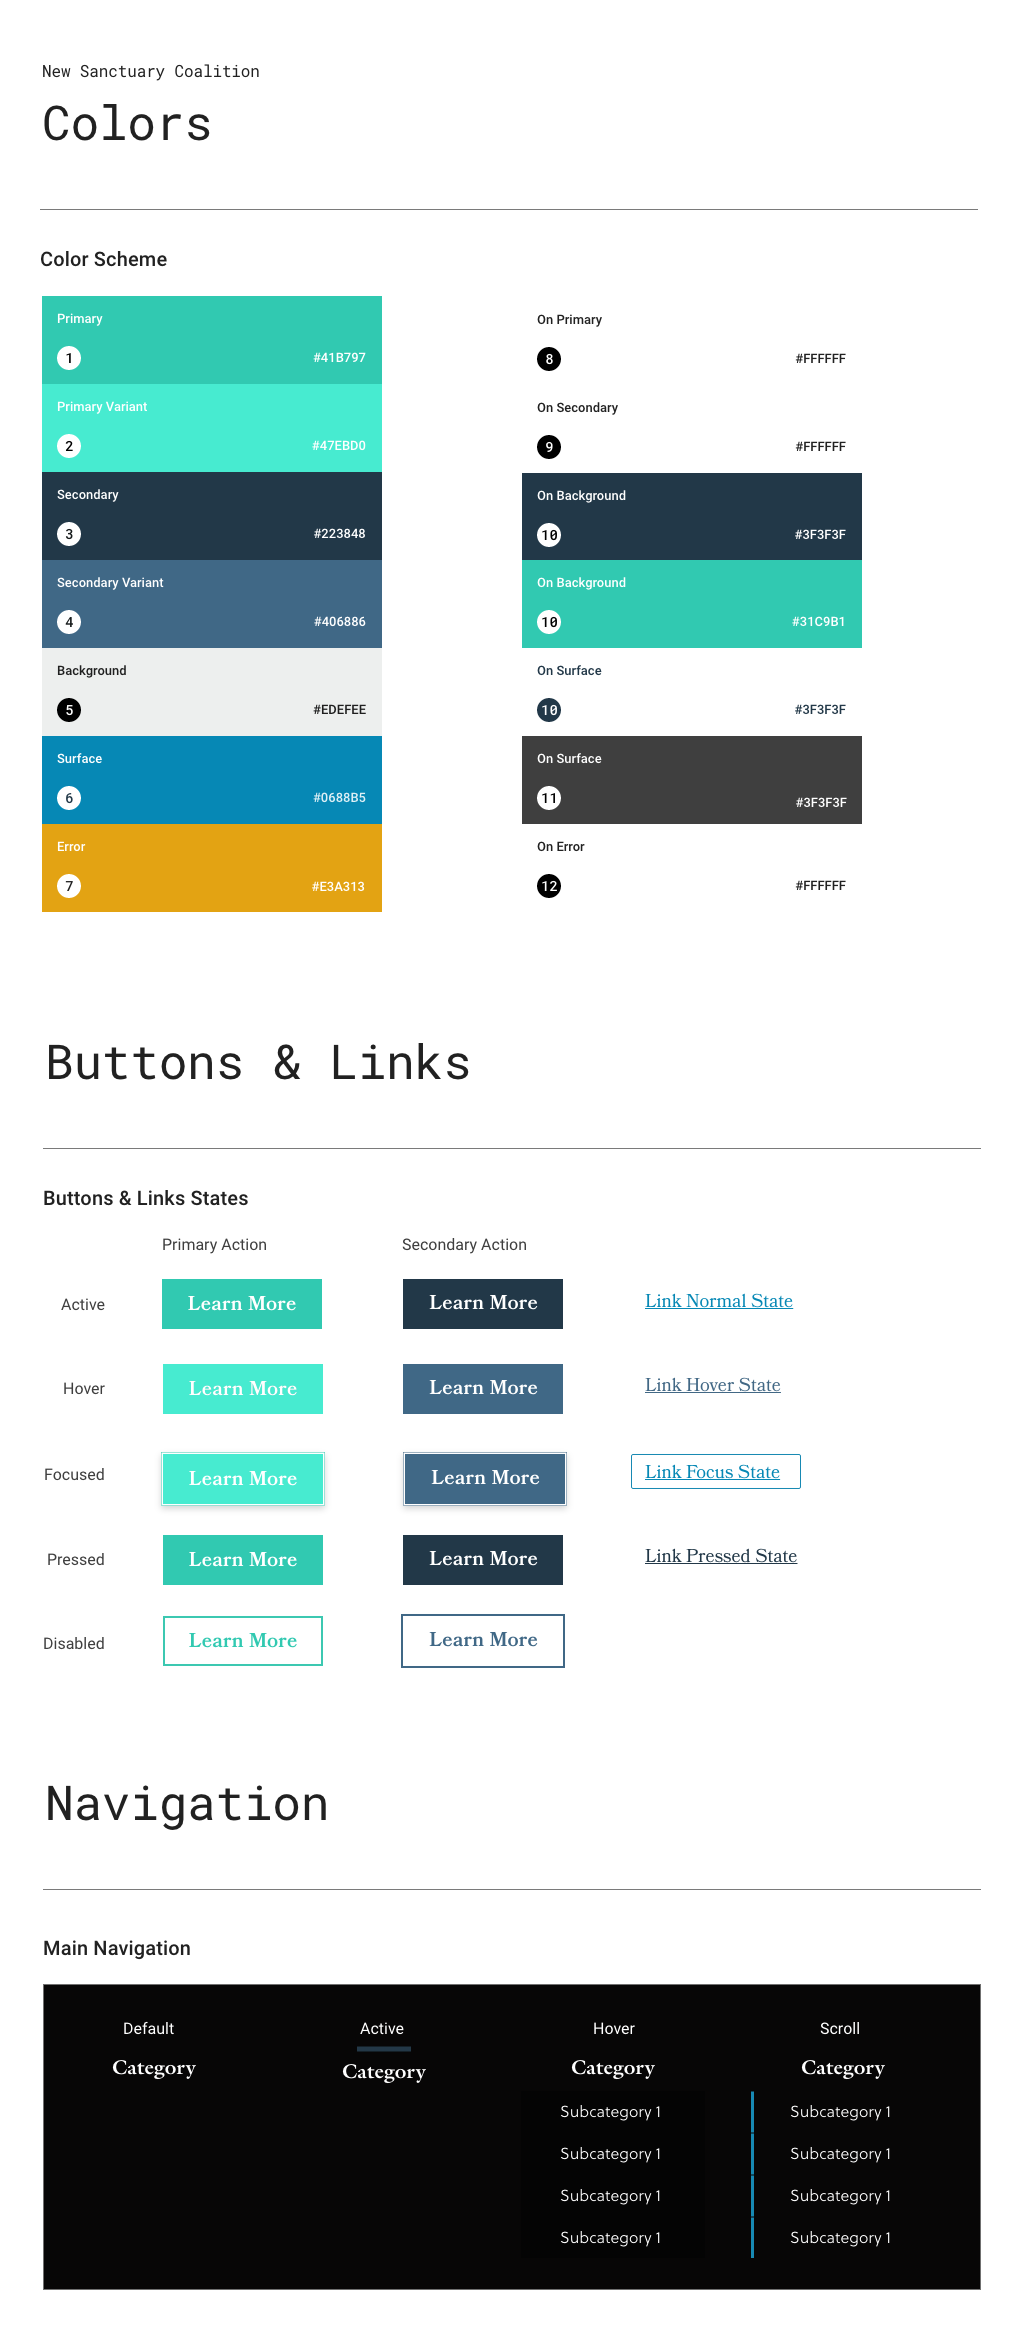 New Sanctuary Coalition
Colors
Color Scheme
Primary
1 #41B797
Primary Variant
2 #47EBD0
Secondary
3 #223848
Secondary Variant
4 #406886
Background
5 #EDEFEE
Surface
6 #0688B5
Error
7 #E3A313
On Primary
8 #FFFFFF
On Secondary
9 #FFFFFF
On Background
10 #3F3F3F
On Background
10 #31C9B1
On Surface
10 #3F3F3F
On Surface
11 #3F3F3F
On Error
12 #FFFFFF
Buttons & Links
Buttons & Links States
Primary Action Secondary Action
Active Learn More Learn More Link Normal State
Hover Learn More Learn More Link Hover State
Focused Learn More Learn More Link Focus State
Pressed Learn More Learn More Link Pressed State
Disabled Learn More Learn More
Navigation
Main Navigation
Default Active Hover Scroll
Category Category Category Category
Subcategory 1 Subcategory 1
Subcategory 1 Subcategory 1
Subcategory 1 Subcategory 1
Subcategory 1 Subcategory 1